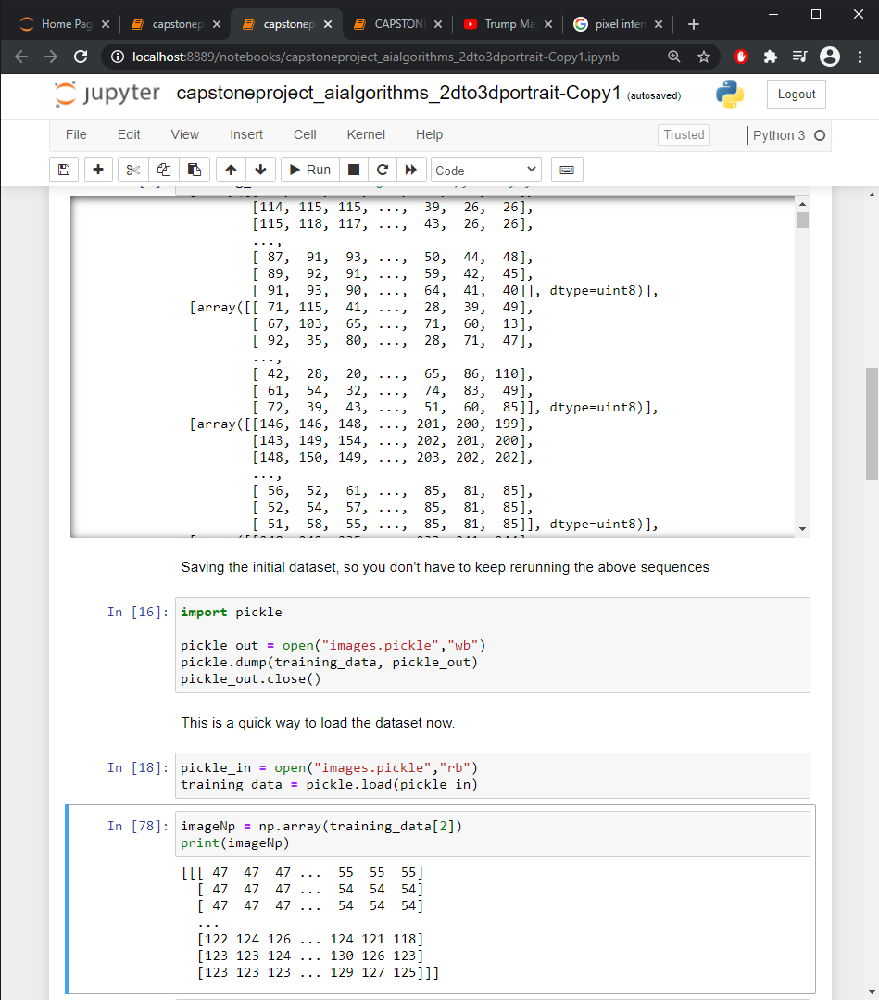 Home Pag
capstonep
capstonep
CAPSTON
Trump Ma
pixel inten
localhost:8889/notebooks/capstoneproject_aialgorithms_2dto3dportrait-Copy1.ipynb
jupyter capstoneproject_aialgorithms_2dto3dportrait-Copy1 (autosaved)
Logout
File Edit View Insert Cell Kernel Help
Trusted
Python 3
Run
Code
[114, 115, 115, ..., 39, 26, 26],
[115, 118, 117, ..., 43, 26, 26],
...,
[ 87, 91, 93, ..., 50, 44, 48],
[ 89, 92, 91, ..., 59, 42, 45],
[ 91, 93, 90, ..., 64, 41, 40]], dtype=uint8)],
[array([[ 71, 115, 41, ..., 28, 39, 49],
[ 67, 103, 65, ..., 71, 60, 13],
[ 92, 35, 80, ..., 28, 71, 47],
...,
[ 42, 28, 20, ..., 65, 86, 110],
[ 61, 54, 32, ..., 74, 83, 49],
[ 72, 39, 43, ..., 51, 60, 85]], dtype=uint8)],
[array([[146, 146, 148, ..., 201, 200, 199],
[143, 149, 154, ..., 202, 201, 200],
[148, 150, 149, ..., 203, 202, 202],
...,
[ 56, 52, 61, ..., 85, 81, 85],
[ 52, 54, 57, ..., 85, 81, 85],
[ 51, 58, 55, ..., 85, 81, 85]], dtype=uint8)],
Saving the initial dataset, so you don't have to keep rerunning the above sequences
In [16]: import pickle
pickle_out = open("images.pickle","wb")
pickle.dump(training_data, pickle_out)
pickle_out.close()
This is a quick way to load the dataset now.
In [18]: pickle_in = open("images.pickle","rb")
training_data = pickle.load(pickle_in)
In [78]: imageNp = np.array(training_data[2])
print(imageNp)
[[[ 47 47 47 ... 55 55 55]
[ 47 47 47 ... 54 54 54]
[ 47 47 47 ... 54 54 54]
...
[122 124 126 ... 124 121 118]
[123 123 124 ... 130 126 123]
[123 123 123 ... 129 127 125]]]